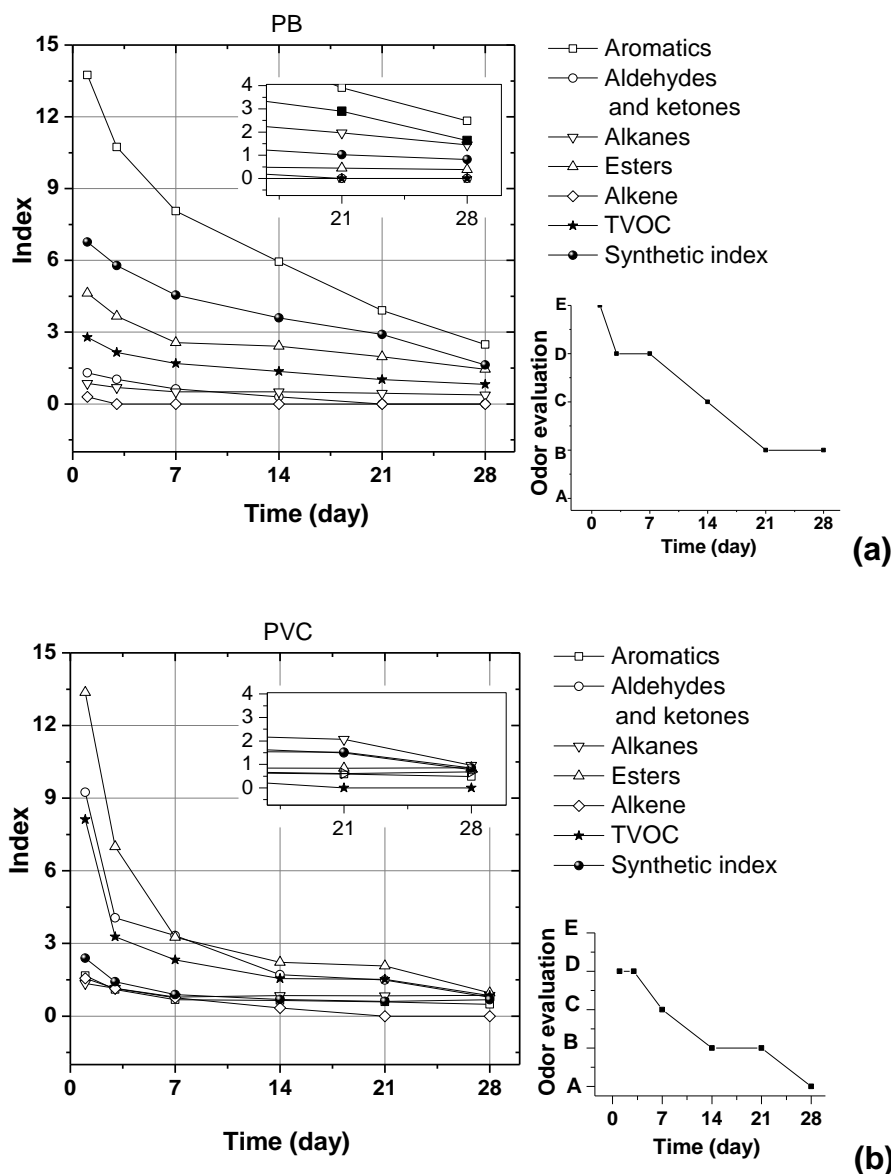 PB
15
12
9
6
3
0
Index
0 7 14 21 28
Time (day)
4
3
2
1
0
21 28
Aromatics
Aldehydes
and ketones
Alkanes
Esters
Alkene
TVOC
Synthetic index
E
D
C
B
A
Odor evaluation
0 7 14 21 28
Time (day)
(a)
PVC
15
12
9
6
3
0
Index
0 7 14 21 28
Time (day)
4
3
2
1
0
21 28
Aromatics
Aldehydes
and ketones
Alkanes
Esters
Alkene
TVOC
Synthetic index
E
D
C
B
A
Odor evaluation
0 7 14 21 28
Time (day)
(b)